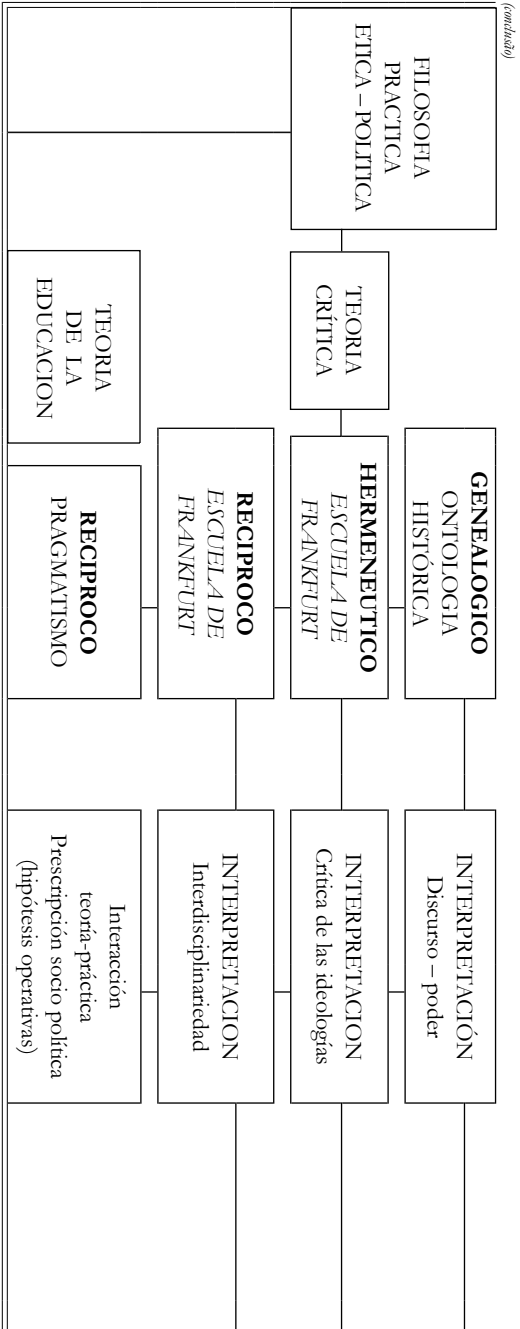 (conclusão)
FILOSOFIA
PRACTICA
ETICA – POLITICA
TEORIA
CRÍTICA
TEORIA
DE LA
EDUCACION
GENEALOGICO
ONTOLOGIA
HISTÓRICA
HERMENEUTICO
ESCUELA DE
FRANKFURT
RECIPROCO
ESCUELA DE
FRANKFURT
RECIPROCO
PRAGMATISMO
INTERPRETACIÓN
Discurso – poder
INTERPRETACION
Crítica de las ideologías
INTERPRETACION
Interdisciplinariedad
Interacción
teoría-práctica
Prescripción socio política
(hipótesis operativas)